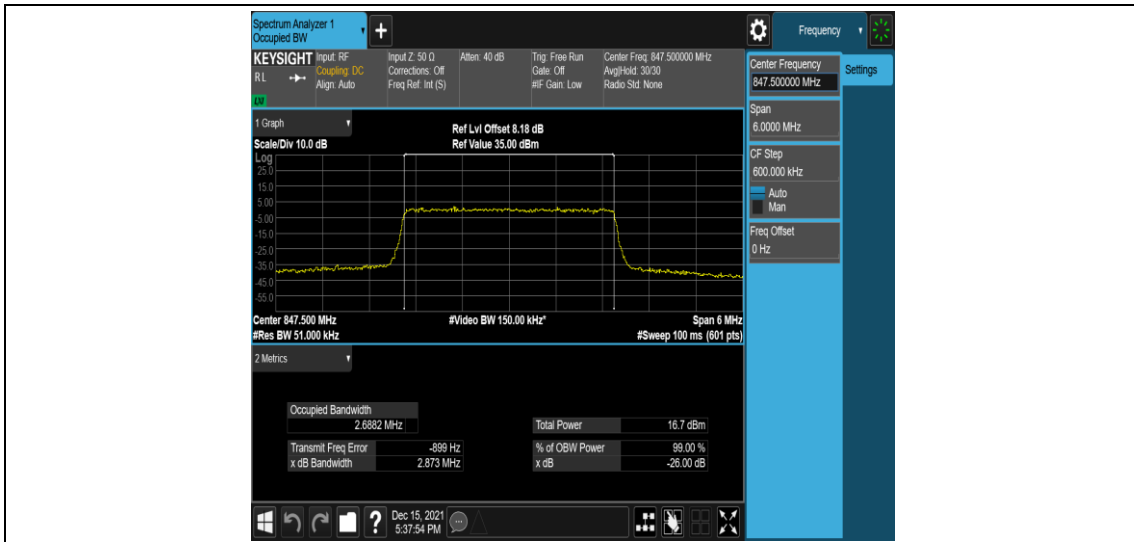 Spectrum Analyzer 1
Occupied BW
Frequency
KEYSIGHT Input: RF Input Z: 50 Ω Atten: 40 dB Trig: Free Run Center Freq: 847.500000 MHz
RL Coupling: DC Corrections: Off Gate: Off Avg|Hold: 30/30
Align: Auto Freq Ref: Int (S) #IF Gain: Low Radio Std: None
Center Frequency
847.500000 MHz
Settings
Span
6.0000 MHz
CF Step
600.000 kHz
Auto
Man
Freq Offset
0 Hz
1 Graph
Ref Lvl Offset 8.18 dB
Scale/Div 10.0 dB Ref Value 35.00 dBm
Log
25.0
15.0
5.00
-5.00
-15.0
-25.0
-35.0
-45.0
-55.0
Center 847.500 MHz #Video BW 150.00 kHz* Span 6 MHz
#Res BW 51.000 kHz #Sweep 100 ms (601 pts)
2 Metrics
Occupied Bandwidth
2.6882 MHz
Total Power 16.7 dBm
Transmit Freq Error -899 Hz % of OBW Power 99.00 %
x dB Bandwidth 2.873 MHz x dB -26.00 dB
? Dec 15, 2021
5:37:54 PM